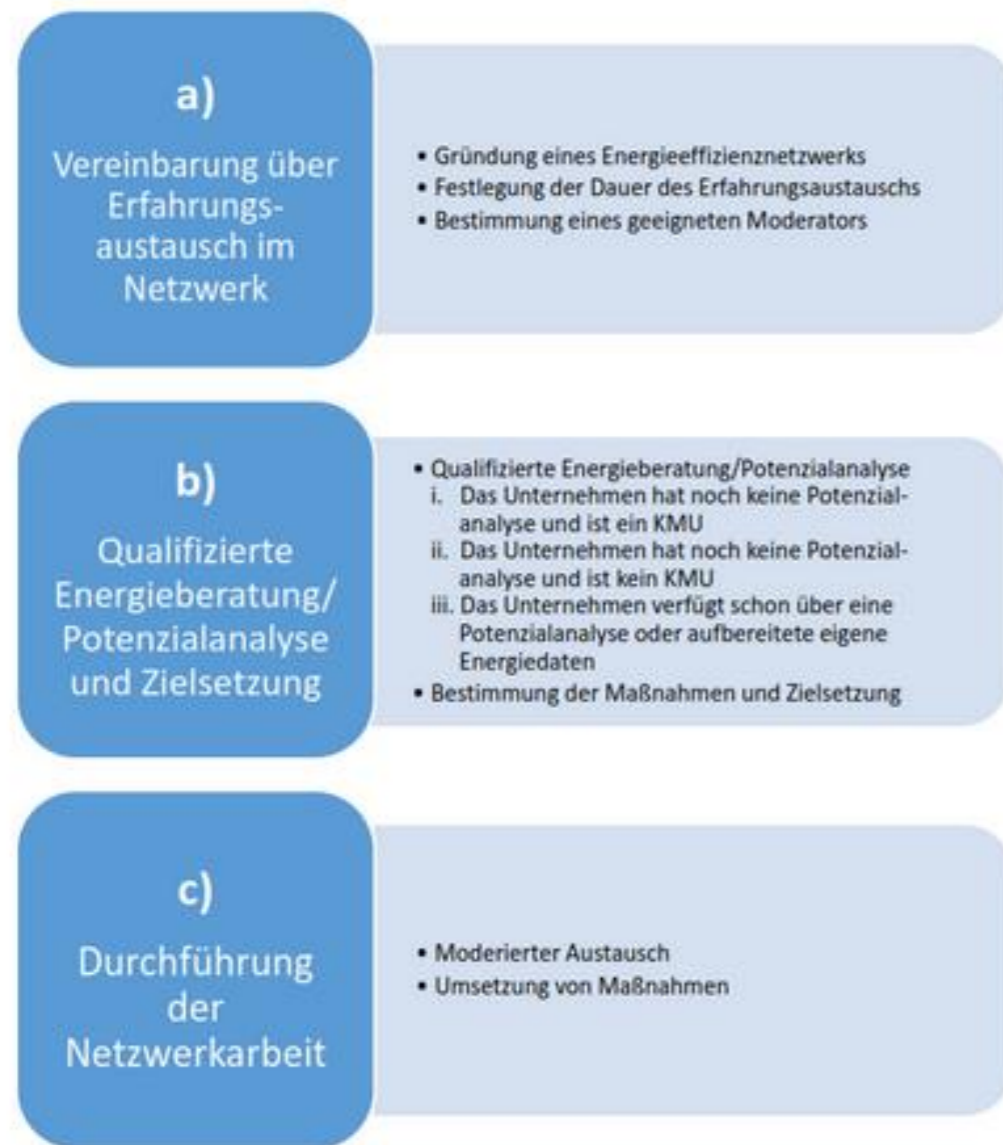 a)
Vereinbarung über
Erfahrungs-
austausch im
Netzwerk
• Gründung eines Energieeffizienznetzwerks
• Festlegung der Dauer des Erfahrungsaustauschs
• Bestimmung eines geeigneten Moderators
b)
Qualifizierte
Energieberatung/
Potenzialanalyse
und Zielsetzung
• Qualifizierte Energieberatung/Potenzialanalyse
i. Das Unternehmen hat noch keine Potenzial-
analyse und ist ein KMU
ii. Das Unternehmen hat noch keine Potenzial-
analyse und ist kein KMU
iii. Das Unternehmen verfügt schon über eine
Potenzialanalyse oder aufbereitete eigene
Energiedaten
• Bestimmung der Maßnahmen und Zielsetzung
c)
Durchführung
der
Netzwerkarbeit
• Moderierter Austausch
• Umsetzung von Maßnahmen